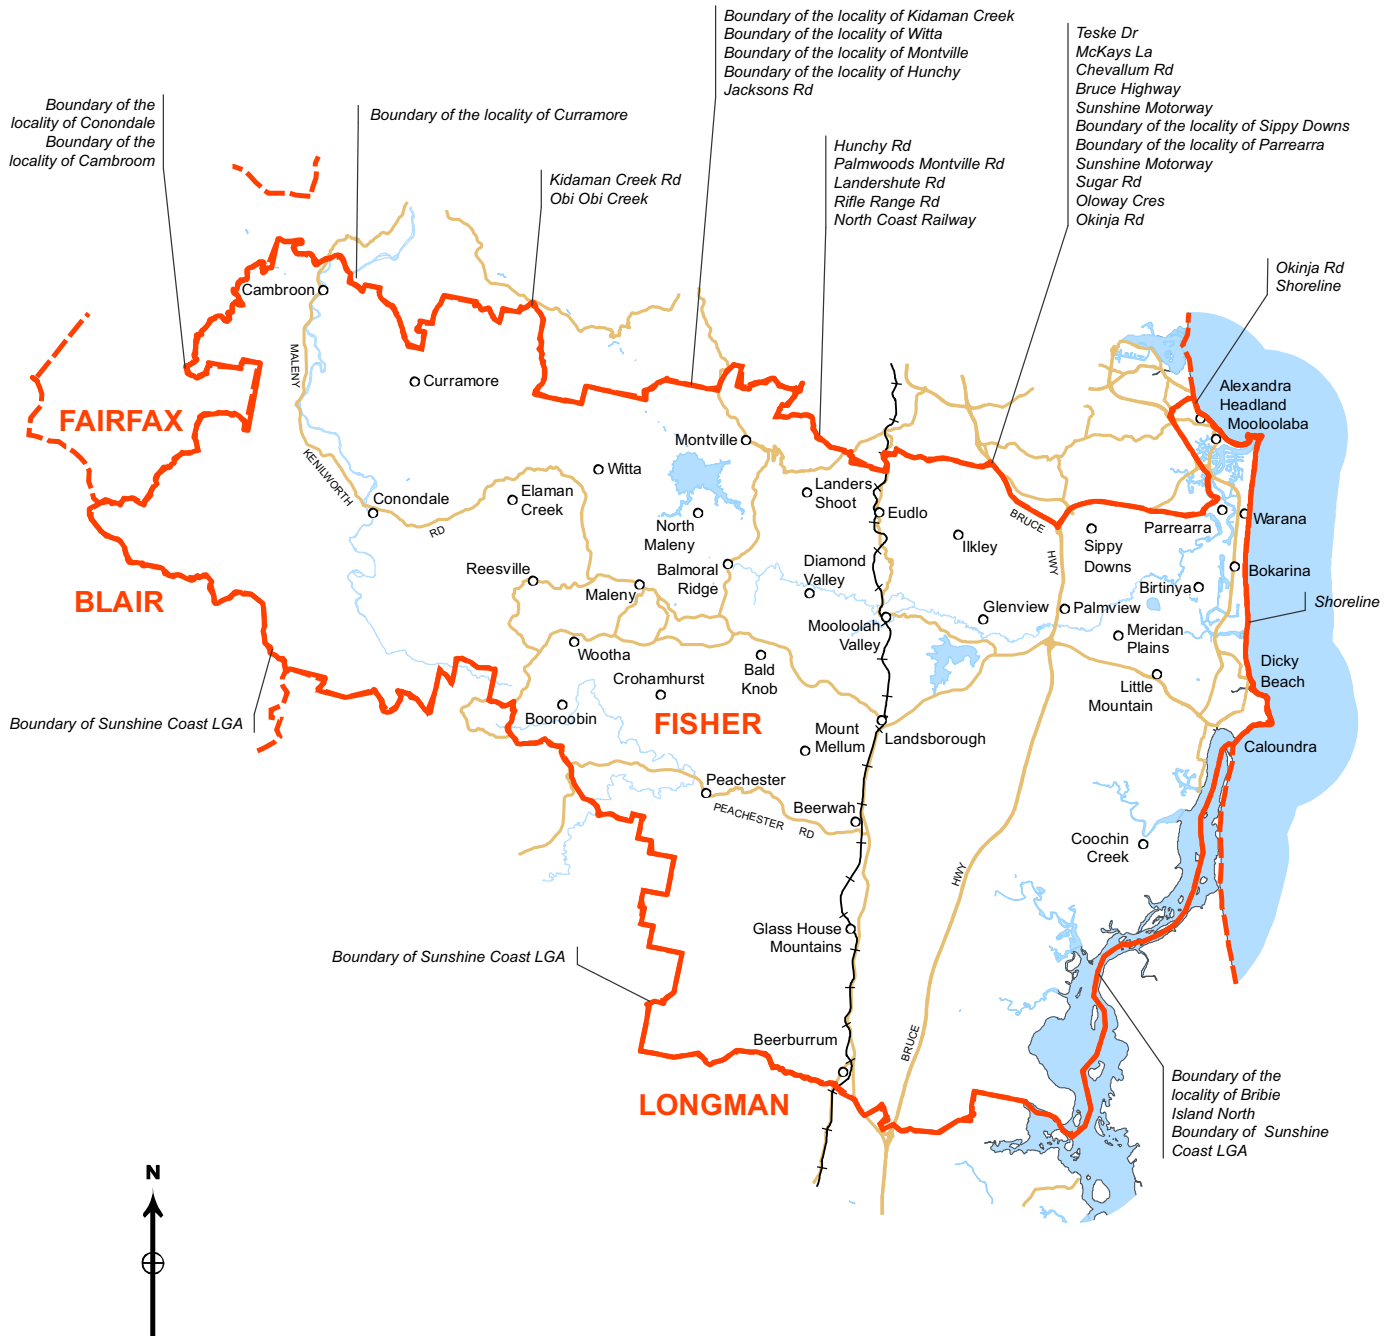 Boundary of the locality of Kidaman Creek
Boundary of the locality of Witta
Boundary of the locality of Montville
Boundary of the locality of Hunchy
Jacksons Rd
Teske Dr
McKays La
Chevallum Rd
Bruce Highway
Sunshine Motorway
Boundary of the locality of Sippy Downs
Boundary of the locality of Parrearra
Sunshine Motorway
Sugar Rd
Oloway Cres
Okinja Rd
Boundary of the
locality of Conondale
Boundary of the
locality of Cambroom
Boundary of the locality of Curramore
Kidaman Creek Rd
Obi Obi Creek
Hunchy Rd
Palmwoods Montville Rd
Landershute Rd
Rifle Range Rd
North Coast Railway
Okinja Rd
Shoreline
Cambroon
MALENY
Curramore
Alexandra
Headland
Mooloolaba
FAIRFAX
Montville
KENILWORTH
Witta
Conondale
Elaman
Creek
RD
Landers
Shoot
Eudlo
North
Maleny
BRUCE
HWY
Ilkley
Sippy
Downs
Parrearra
Warana
Reesville
Maleny
Balmoral
Ridge
Diamond
Valley
Birtinya
Bokarina
BLAIR
Glenview
Palmview
Shoreline
Mooloolah
Valley
Meridan
Plains
Wootha
Bald
Knob
Crohamhurst
Little
Mountain
Dicky
Beach
Boundary of Sunshine Coast LGA
Booroobin
FISHER
Mount
Mellum
Landsborough
Caloundra
Peachester
PEACHESTER
RD
Beerwah
Coochin
Creek
HWY
Glass House
Mountains
Boundary of Sunshine Coast LGA
Beerburrum
BRUCE
LONGMAN
Boundary of the
locality of Bribie
Island North
Boundary of Sunshine
Coast LGA
N